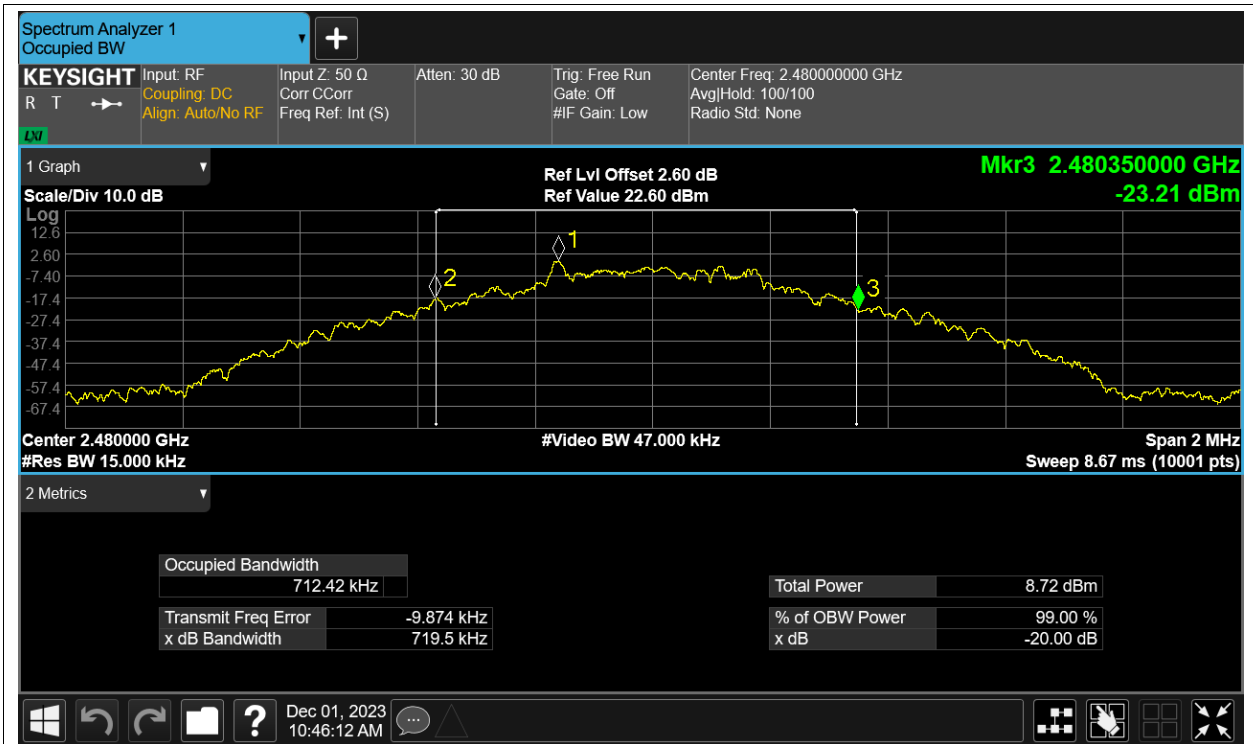 Spectrum Analyzer 1
Occupied BW
KEYSIGHT
R T
LXI
Input: RF
Coupling: DC
Align: Auto/No RF
Input Z: 50 Ω
Corr CCorr
Freq Ref: Int (S)
Atten: 30 dB
Trig: Free Run
Gate: Off
#IF Gain: Low
Center Freq: 2.480000000 GHz
Avg|Hold: 100/100
Radio Std: None
1 Graph
Scale/Div 10.0 dB
Ref Lvl Offset 2.60 dB
Ref Value 22.60 dBm
Mkr3 2.480350000 GHz
-23.21 dBm
Log
12.6
2.60
-7.40
-17.4
-27.4
-37.4
-47.4
-57.4
-67.4
1
2
3
Center 2.480000 GHz
#Video BW 47.000 kHz
Span 2 MHz
#Res BW 15.000 kHz
Sweep 8.67 ms (10001 pts)
2 Metrics
Occupied Bandwidth
712.42 kHz
Total Power 8.72 dBm
Transmit Freq Error -9.874 kHz
% of OBW Power 99.00 %
x dB Bandwidth 719.5 kHz
x dB -20.00 dB
?
Dec 01, 2023
10:46:12 AM